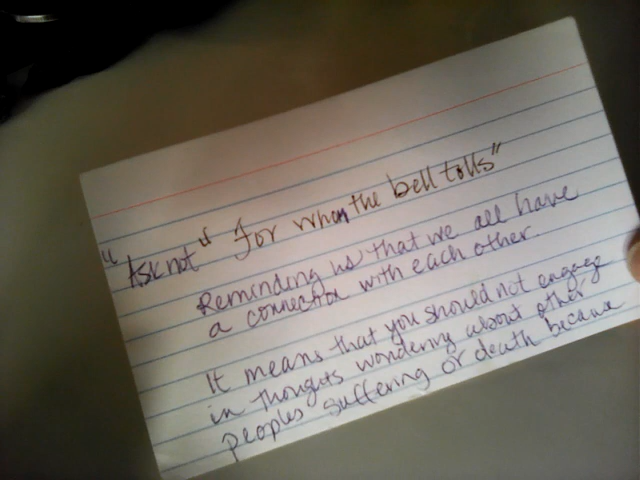 "Ask not" "For whom the bell tolls"
Reminding us that we all have
a connection with each other.
It means that you should not engage
in thoughts wondering about other
peoples suffering or death because